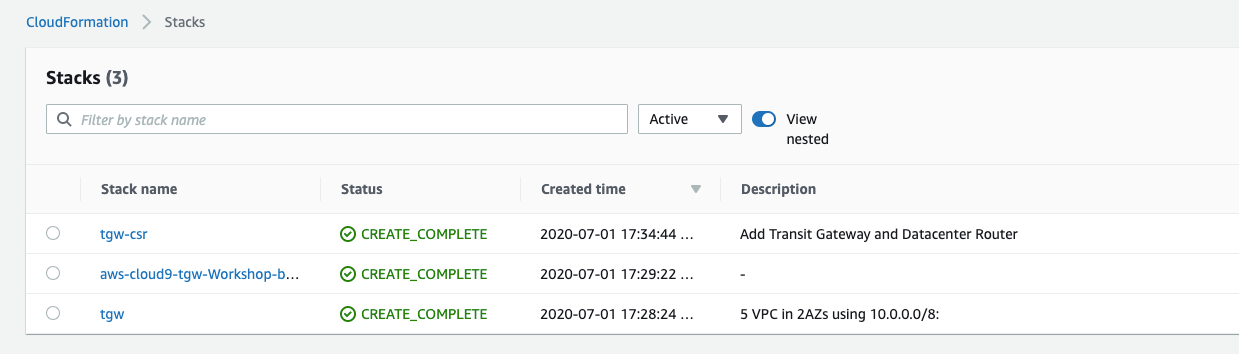 CloudFormation > Stacks
Stacks (3)
Filter by stack name
Active
View nested
Stack name Status Created time Description
tgw-csr CREATE_COMPLETE 2020-07-01 17:34:44 ... Add Transit Gateway and Datacenter Router
aws-cloud9-tgw-Workshop-b... CREATE_COMPLETE 2020-07-01 17:29:22 ... -
tgw CREATE_COMPLETE 2020-07-01 17:28:24 ... 5 VPC in 2AZs using 10.0.0.0/8: